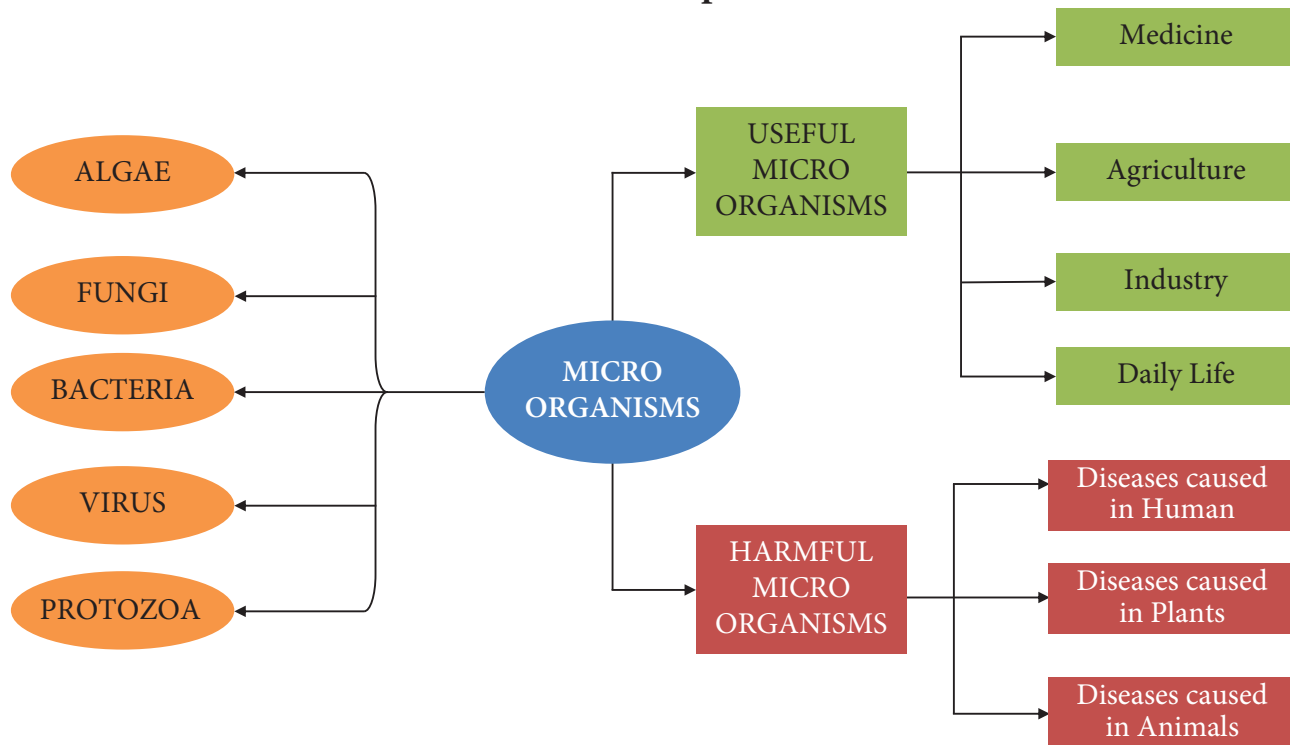 ALGAE
FUNGI
BACTERIA
VIRUS
PROTOZOA
MICRO
ORGANISMS
USEFUL
MICRO
ORGANISMS
Medicine
Agriculture
Industry
Daily Life
HARMFUL
MICRO
ORGANISMS
Diseases caused
in Human
Diseases caused
in Plants
Diseases caused
in Animals